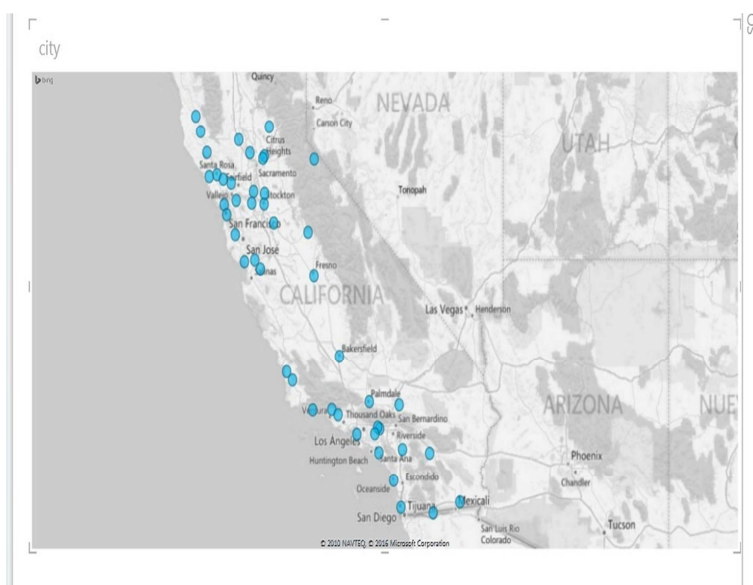 city
bing
Quincy
Reno
NEVADA
Carson City
Citrus
Heights
UTAH
Santa Rosa
Fairfield
Sacramento
Vallejo
Stockton
Tonopah
San Francisco
San Jose
Salinas
Fresno
CALIFORNIA
Las Vegas
Henderson
Bakersfield
Palmdale
ARIZONA
NUE
Ventura
Thousand Oaks
San Bernardino
Los Angeles
Riverside
Huntington Beach
Santa Ana
Phoenix
Escondido
Chandler
Oceanside
Tijuana
Mexicali
San Diego
San Luis Rio
Colorado
Tucson
© 2010 NAVTEQ, © 2016 Microsoft Corporation